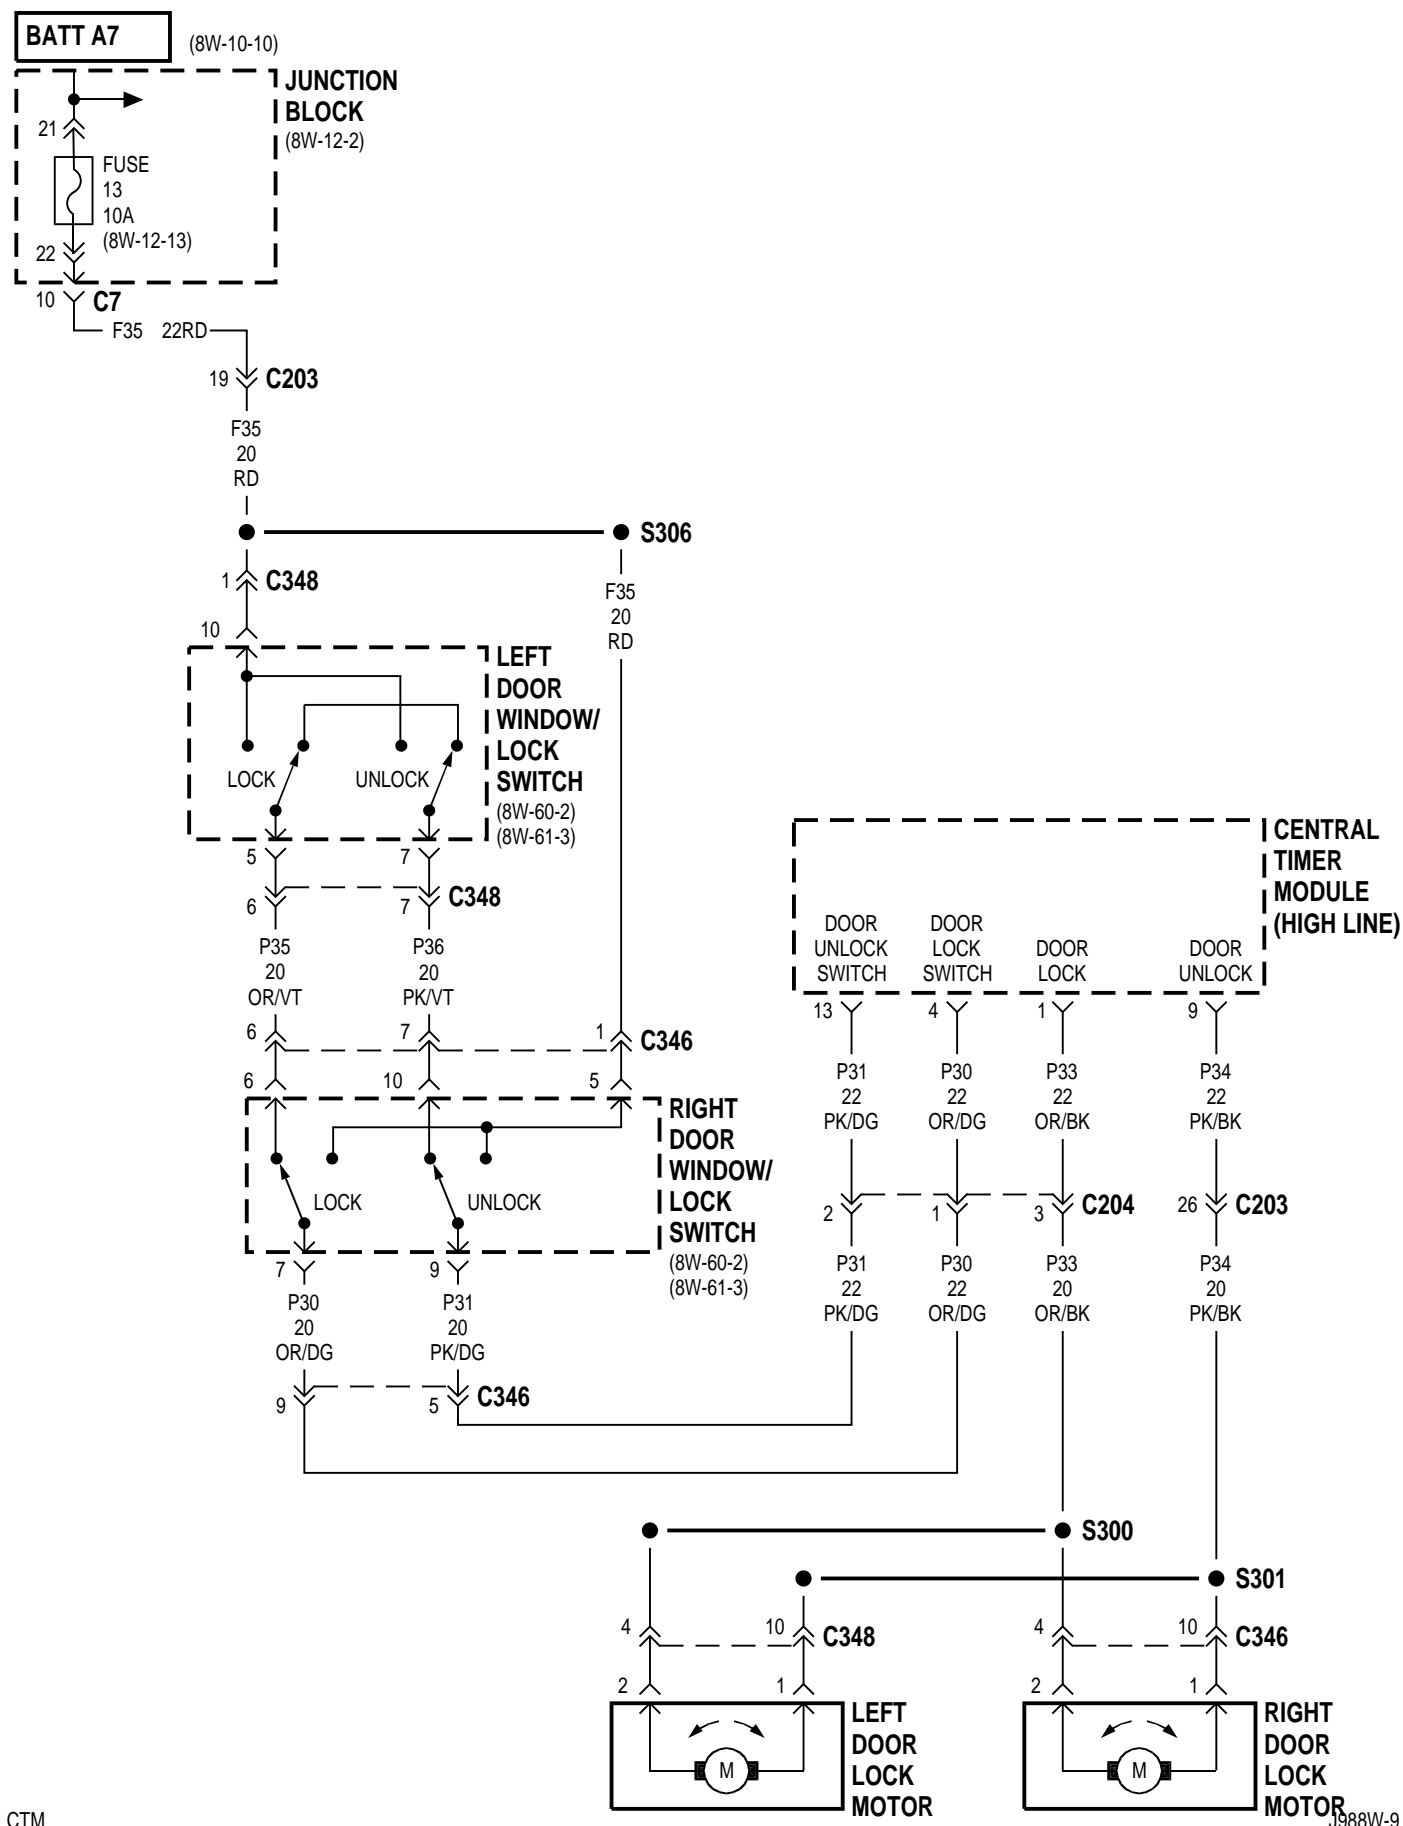 BATT A7
(8W-10-10)
JUNCTION
BLOCK
(8W-12-2)
21
FUSE
13
10A
(8W-12-13)
22
10
C7
F35 22RD
19
C203
F35
20
RD
S306
1
C348
F35
20
RD
10
LEFT
DOOR
WINDOW/
LOCK
SWITCH
(8W-60-2)
(8W-61-3)
LOCK
UNLOCK
5
7
6
7
C348
P35
20
OR/VT
P36
20
PK/VT
6
7
1
C346
6
10
5
RIGHT
DOOR
WINDOW/
LOCK
SWITCH
(8W-60-2)
(8W-61-3)
LOCK
UNLOCK
7
9
P30
20
OR/DG
P31
20
PK/DG
9
5
C346
CENTRAL
TIMER
MODULE
(HIGH LINE)
DOOR
UNLOCK
SWITCH
DOOR
LOCK
SWITCH
DOOR
LOCK
DOOR
UNLOCK
13
4
1
9
P31
22
PK/DG
P30
22
OR/DG
P33
22
OR/BK
P34
22
PK/BK
2
1
3
C204
26
C203
P31
22
PK/DG
P30
22
OR/DG
P33
20
OR/BK
P34
20
PK/BK
S300
S301
4
10
C348
4
10
C346
2
1
2
1
LEFT
DOOR
LOCK
MOTOR
M
RIGHT
DOOR
LOCK
MOTOR
M
CTM
J988W-9